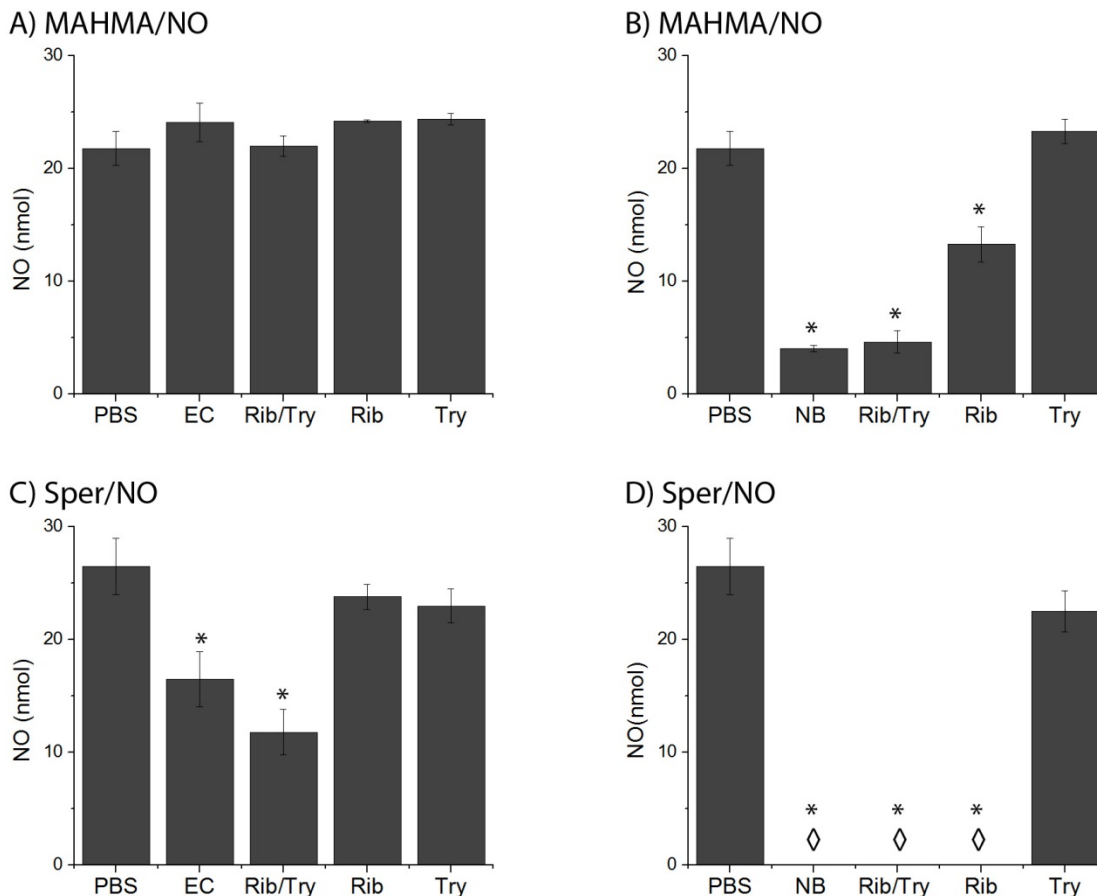 A) MAHMA/NO
30
20
10
0
NO (nmol)
PBS EC Rib/Try Rib Try
B) MAHMA/NO
30
20
10
0
NO (nmol)
*
*
*
PBS NB Rib/Try Rib Try
C) Sper/NO
30
20
10
0
NO (nmol)
*
*
PBS EC Rib/Try Rib Try
D) Sper/NO
30
20
10
0
NO(nmol)
* * *
◊ ◊ ◊
PBS NB Rib/Try Rib Try